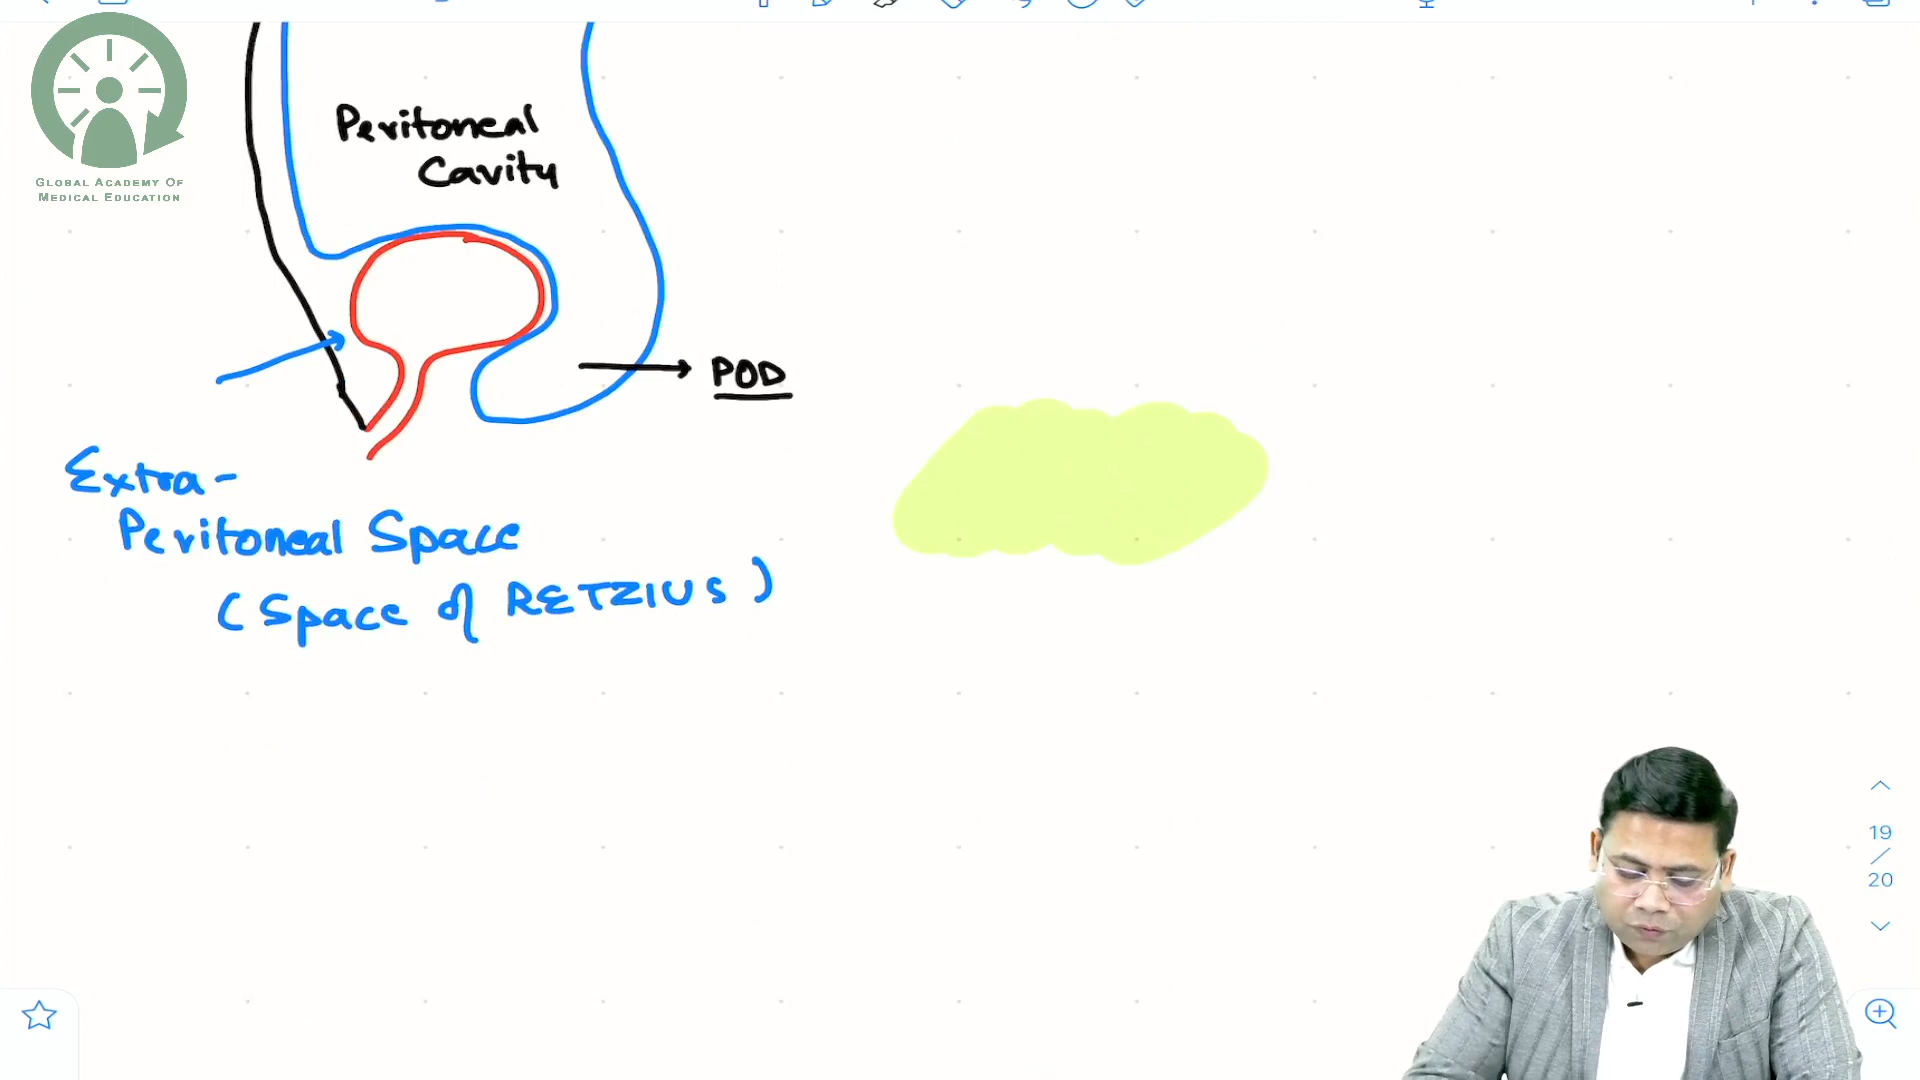 GLOBAL ACADEMY OF
MEDICAL EDUCATION
Peritoneal
Cavity
POD
Extra-
Peritoneal Space
(Space of RETZIUS)
19
/
20